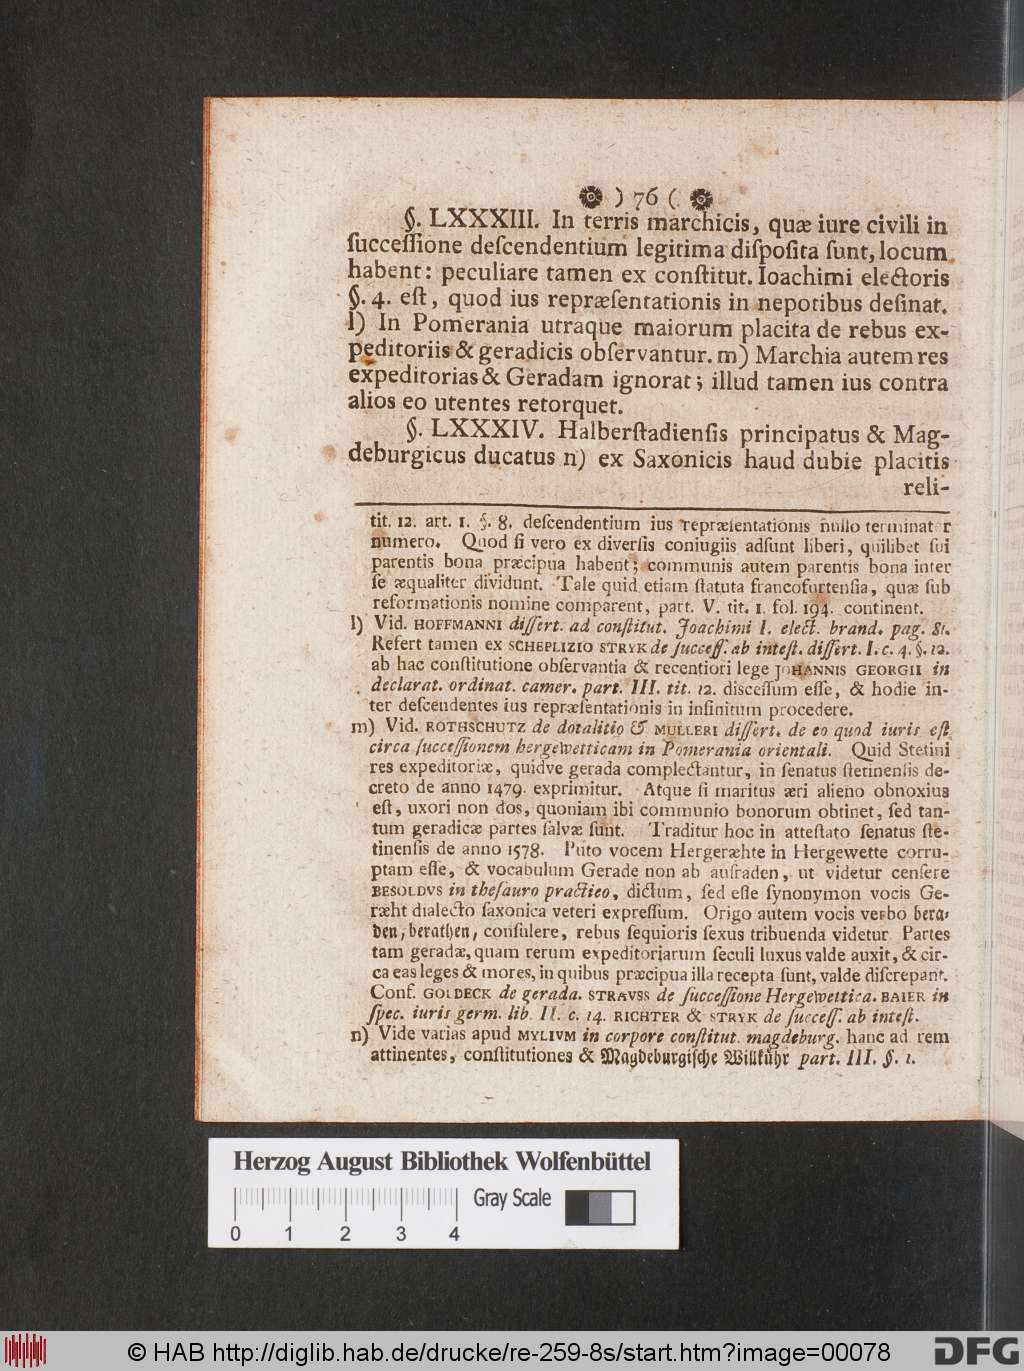 ) 76 (
§. LXXXIII. In terris marchicis, quæ iure civili in
ſucceſſione deſcendentium legitima diſpoſita ſunt, locum
habent: peculiare tamen ex conſtitut. Ioachimi electoris
§. 4. eſt, quod ius repræſentationis in nepotibus deſinat.
l) In Pomerania utraque maiorum placita de rebus ex-
peditoriis & geradicis obſervantur. m) Marchia autem res
expeditorias & Geradam ignorat; illud tamen ius contra
alios eo utentes retorquet.
§. LXXXIV. Halberſtadienſis principatus & Mag-
deburgicus ducatus n) ex Saxonicis haud dubie placitis
reli-
tit. 12. art. 1. §. 8. deſcendentium ius repræſentationis nullo terminat r
numero. Quod ſi vero ex diverſis coniugiis adſunt liberi, quilibet ſui
parentis bona præcipua habent; communis autem parentis bona inter
ſe æqualiter dividunt. Tale quid etiam ſtatuta francofurtenſia, quæ ſub
reformationis nomine comparent, part. V. tit. 1. fol. 194. continent.
l) Vid. HOFFMANNI diſſert. ad conſtitut. Joachimi I. elect. brand. pag. 81.
Refert tamen ex SCHEPLIZIO STRYK de ſucceſſ. ab inteſt. diſſert. I. c. 4. §. 12.
ab hac conſtitutione obſervantia & recentiori lege JOHANNIS GEORGII in
declarat. ordinat. camer. part. III. tit. 12. disceſſum eſſe, & hodie in-
ter deſcendentes ius repræſentationis in infinitum procedere.
m) Vid. ROTHSCHUTZ de dotalitio & MULLERI diſſert. de eo quod iuris eſt
circa ſucceſſionem hergewetticam in Pomerania orientali. Quid Stetini
res expeditoriæ, quidve gerada complectantur, in ſenatus ſtetinenſis de-
creto de anno 1479. exprimitur. Atque ſi maritus æri alieno obnoxius
eſt, uxori non dos, quoniam ibi communio bonorum obtinet, ſed tan-
tum geradicæ partes ſalvæ ſunt. Traditur hoc in atteſtato ſenatus ſte-
tinenſis de anno 1578. Puto vocem Hergeræhte in Hergewette corru-
ptam eſſe, & vocabulum Gerade non ab aufraden, ut videtur cenſere
BESOLDVS in theſauro practico, dictum, ſed eſſe ſynonymon vocis Ge-
ræht dialecto ſaxonica veteri expreſſum. Origo autem vocis verbo bera-
den, berathen, conſulere, rebus ſequioris ſexus tribuenda videtur. Partes
tam geradæ, quam rerum expeditoriarum ſeculi luxus valde auxit, & cir-
ca eas leges & mores, in quibus præcipua illa recepta ſunt, valde diſcrepant.
Conf. GOLDECK de gerada. STRAVSS de ſucceſſione Hergewettica. BAIER in
ſpec. iuris germ. lib. II. c. 14. RICHTER & STRYK de ſucceſſ. ab inteſt.
n) Vide varias apud MYLIVM in corpore conſtitut. magdeburg. hanc ad rem
attinentes, conſtitutiones & Magdeburgiſche Willkühr part. III. §. 1.
Herzog August Bibliothek Wolfenbüttel
Gray Scale
0 1 2 3 4
© HAB http://diglib.hab.de/drucke/re-259-8s/start.htm?image=00078
DFG